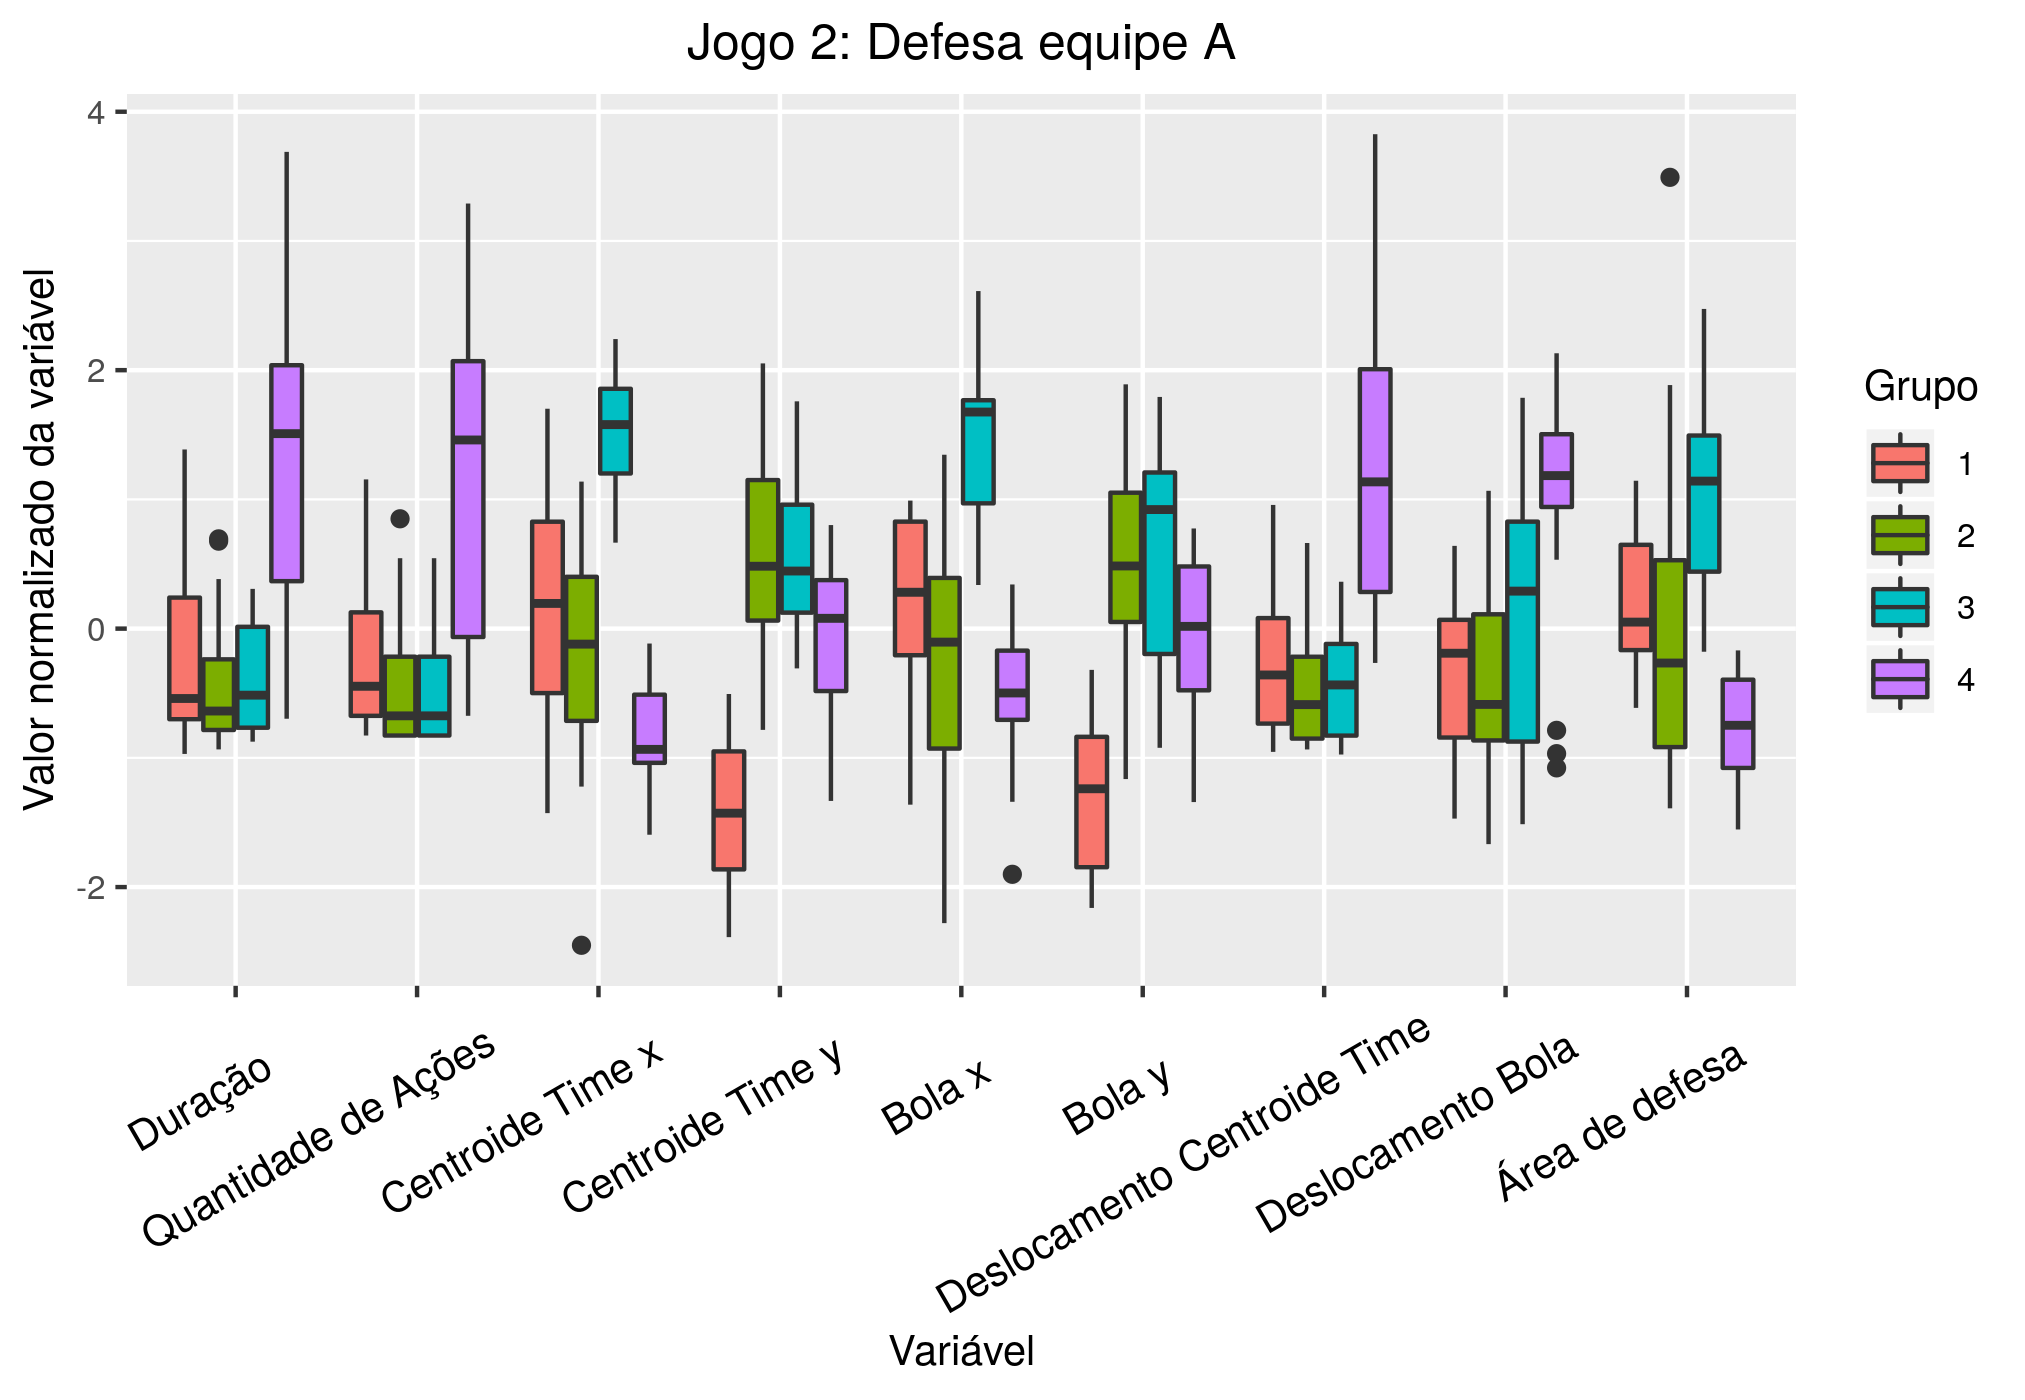 Jogo 2: Defesa equipe A
Valor normalizado da variável
4
2
0
-2
Duração
Quantidade de Ações
Centroide Time x
Centroide Time y
Bola x
Bola y
Deslocamento Centroide Time
Deslocamento Bola
Área de defesa
Variável
Grupo
1
2
3
4